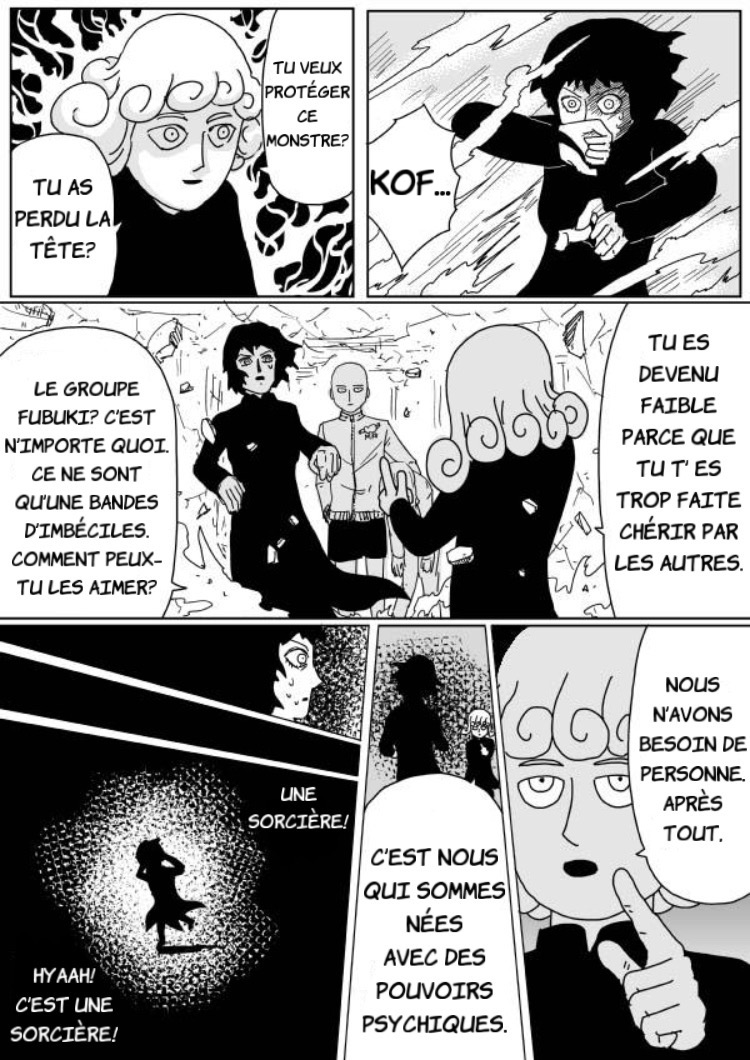 TU VEUX
PROTÉGER
CE
MONSTRE?
TU AS
PERDU LA
TÊTE?
KOF...
LE GROUPE
FUBUKI? C'EST
N'IMPORTE QUOI.
CE NE SONT
QU'UNE BANDES
D'IMBÉCILES.
COMMENT PEUX-
TU LES AIMER?
TU ES
DEVENU
FAIBLE
PARCE QUE
TU T' ES
TROP FAITE
CHÉRIR PAR
LES AUTRES.
NOUS
N'AVONS
BESOIN DE
PERSONNE.
APRÈS
TOUT.
C'EST NOUS
QUI SOMMES
NÉES
AVEC DES
POUVOIRS
PSYCHIQUES.
UNE
SORCIÈRE!
HYAAH!
C'EST UNE
SORCIÈRE!